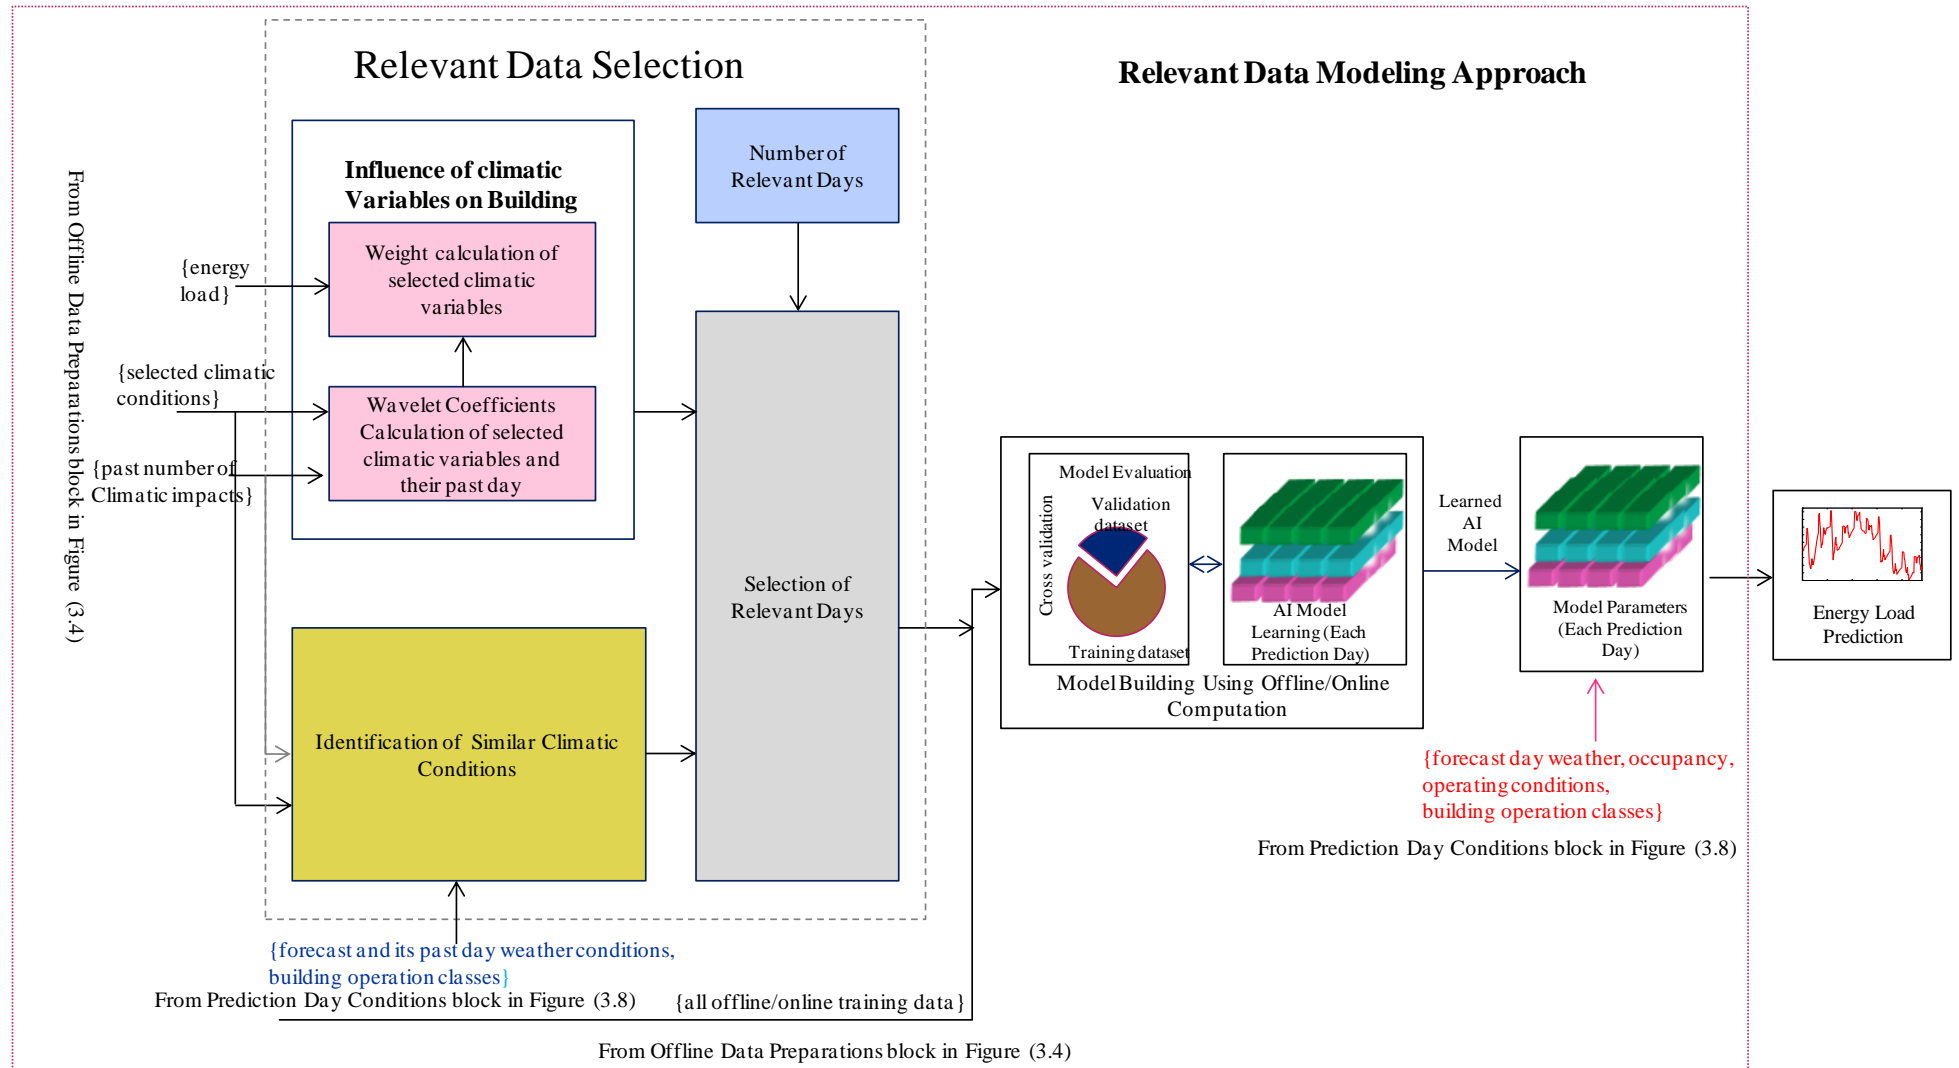 Relevant Data Selection
Relevant Data Modeling Approach
From Offline Data Preparations block in Figure (3.4)
Influence of climatic
Variables on Building
Number of
Relevant Days
Weight calculation of
selected climatic
variables
{energy
load}
{selected climatic
conditions}
Wavelet Coefficients
Calculation of selected
climatic variables and
their past day
{past number of
Climatic impacts}
Selection of
Relevant Days
Identification of Similar Climatic
Conditions
{forecast and its past day weather conditions,
building operation classes}
From Prediction Day Conditions block in Figure (3.8)
{all offline/online training data}
From Offline Data Preparations block in Figure (3.4)
Model Evaluation
Cross validation
Validation
dataset
Training dataset
AI Model
Learning (Each
Prediction Day)
Model Building Using Offline/Online
Computation
Learned
AI
Model
Model Parameters
(Each Prediction
Day)
{forecast day weather, occupancy,
operating conditions,
building operation classes}
From Prediction Day Conditions block in Figure (3.8)
Energy Load
Prediction